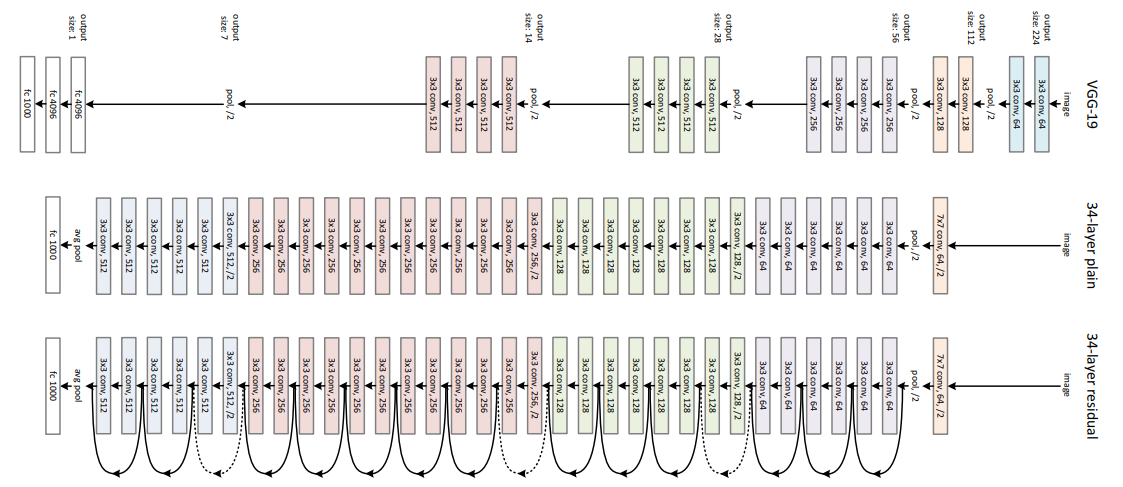 output
size: 224
output
size: 112
output
size: 56
output
size: 28
output
size: 14
output
size: 7
output
size: 1
VGG-19
image
3x3 conv, 64
3x3 conv, 64
pool, /2
3x3 conv, 128
3x3 conv, 128
pool, /2
3x3 conv, 256
3x3 conv, 256
3x3 conv, 256
3x3 conv, 256
pool, /2
3x3 conv, 512
3x3 conv, 512
3x3 conv, 512
3x3 conv, 512
pool, /2
3x3 conv, 512
3x3 conv, 512
3x3 conv, 512
3x3 conv, 512
pool, /2
fc 4096
fc 4096
fc 1000
34-layer plain
image
7x7 conv, 64, /2
pool, /2
3x3 conv, 64
3x3 conv, 64
3x3 conv, 64
3x3 conv, 64
3x3 conv, 64
3x3 conv, 64
3x3 conv, 128, /2
3x3 conv, 128
3x3 conv, 128
3x3 conv, 128
3x3 conv, 128
3x3 conv, 128
3x3 conv, 128
3x3 conv, 128
3x3 conv, 256, /2
3x3 conv, 256
3x3 conv, 256
3x3 conv, 256
3x3 conv, 256
3x3 conv, 256
3x3 conv, 256
3x3 conv, 256
3x3 conv, 256
3x3 conv, 256
3x3 conv, 256
3x3 conv, 256
3x3 conv, 512, /2
3x3 conv, 512
3x3 conv, 512
3x3 conv, 512
3x3 conv, 512
3x3 conv, 512
avg pool
fc 1000
34-layer residual
image
7x7 conv, 64, /2
pool, /2
3x3 conv, 64
3x3 conv, 64
3x3 conv, 64
3x3 conv, 64
3x3 conv, 64
3x3 conv, 64
3x3 conv, 128, /2
3x3 conv, 128
3x3 conv, 128
3x3 conv, 128
3x3 conv, 128
3x3 conv, 128
3x3 conv, 128
3x3 conv, 128
3x3 conv, 256, /2
3x3 conv, 256
3x3 conv, 256
3x3 conv, 256
3x3 conv, 256
3x3 conv, 256
3x3 conv, 256
3x3 conv, 256
3x3 conv, 256
3x3 conv, 256
3x3 conv, 256
3x3 conv, 256
3x3 conv, 512, /2
3x3 conv, 512
3x3 conv, 512
3x3 conv, 512
3x3 conv, 512
3x3 conv, 512
avg pool
fc 1000